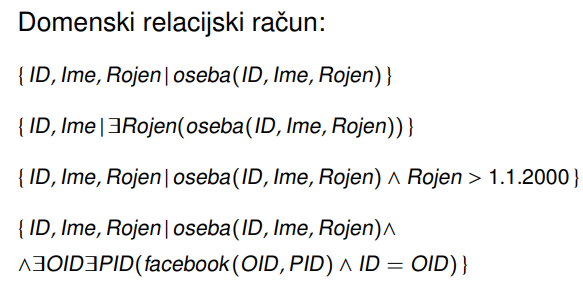 Domenski relacijski račun:
{ ID, Ime, Rojen | oseba(ID, Ime, Rojen) }
{ ID, Ime | ∃Rojen(oseba(ID, Ime, Rojen)) }
{ ID, Ime, Rojen | oseba(ID, Ime, Rojen) ∧ Rojen > 1.1.2000 }
{ ID, Ime, Rojen | oseba(ID, Ime, Rojen)∧
∧∃OID∃PID(facebook(OID, PID) ∧ ID = OID) }